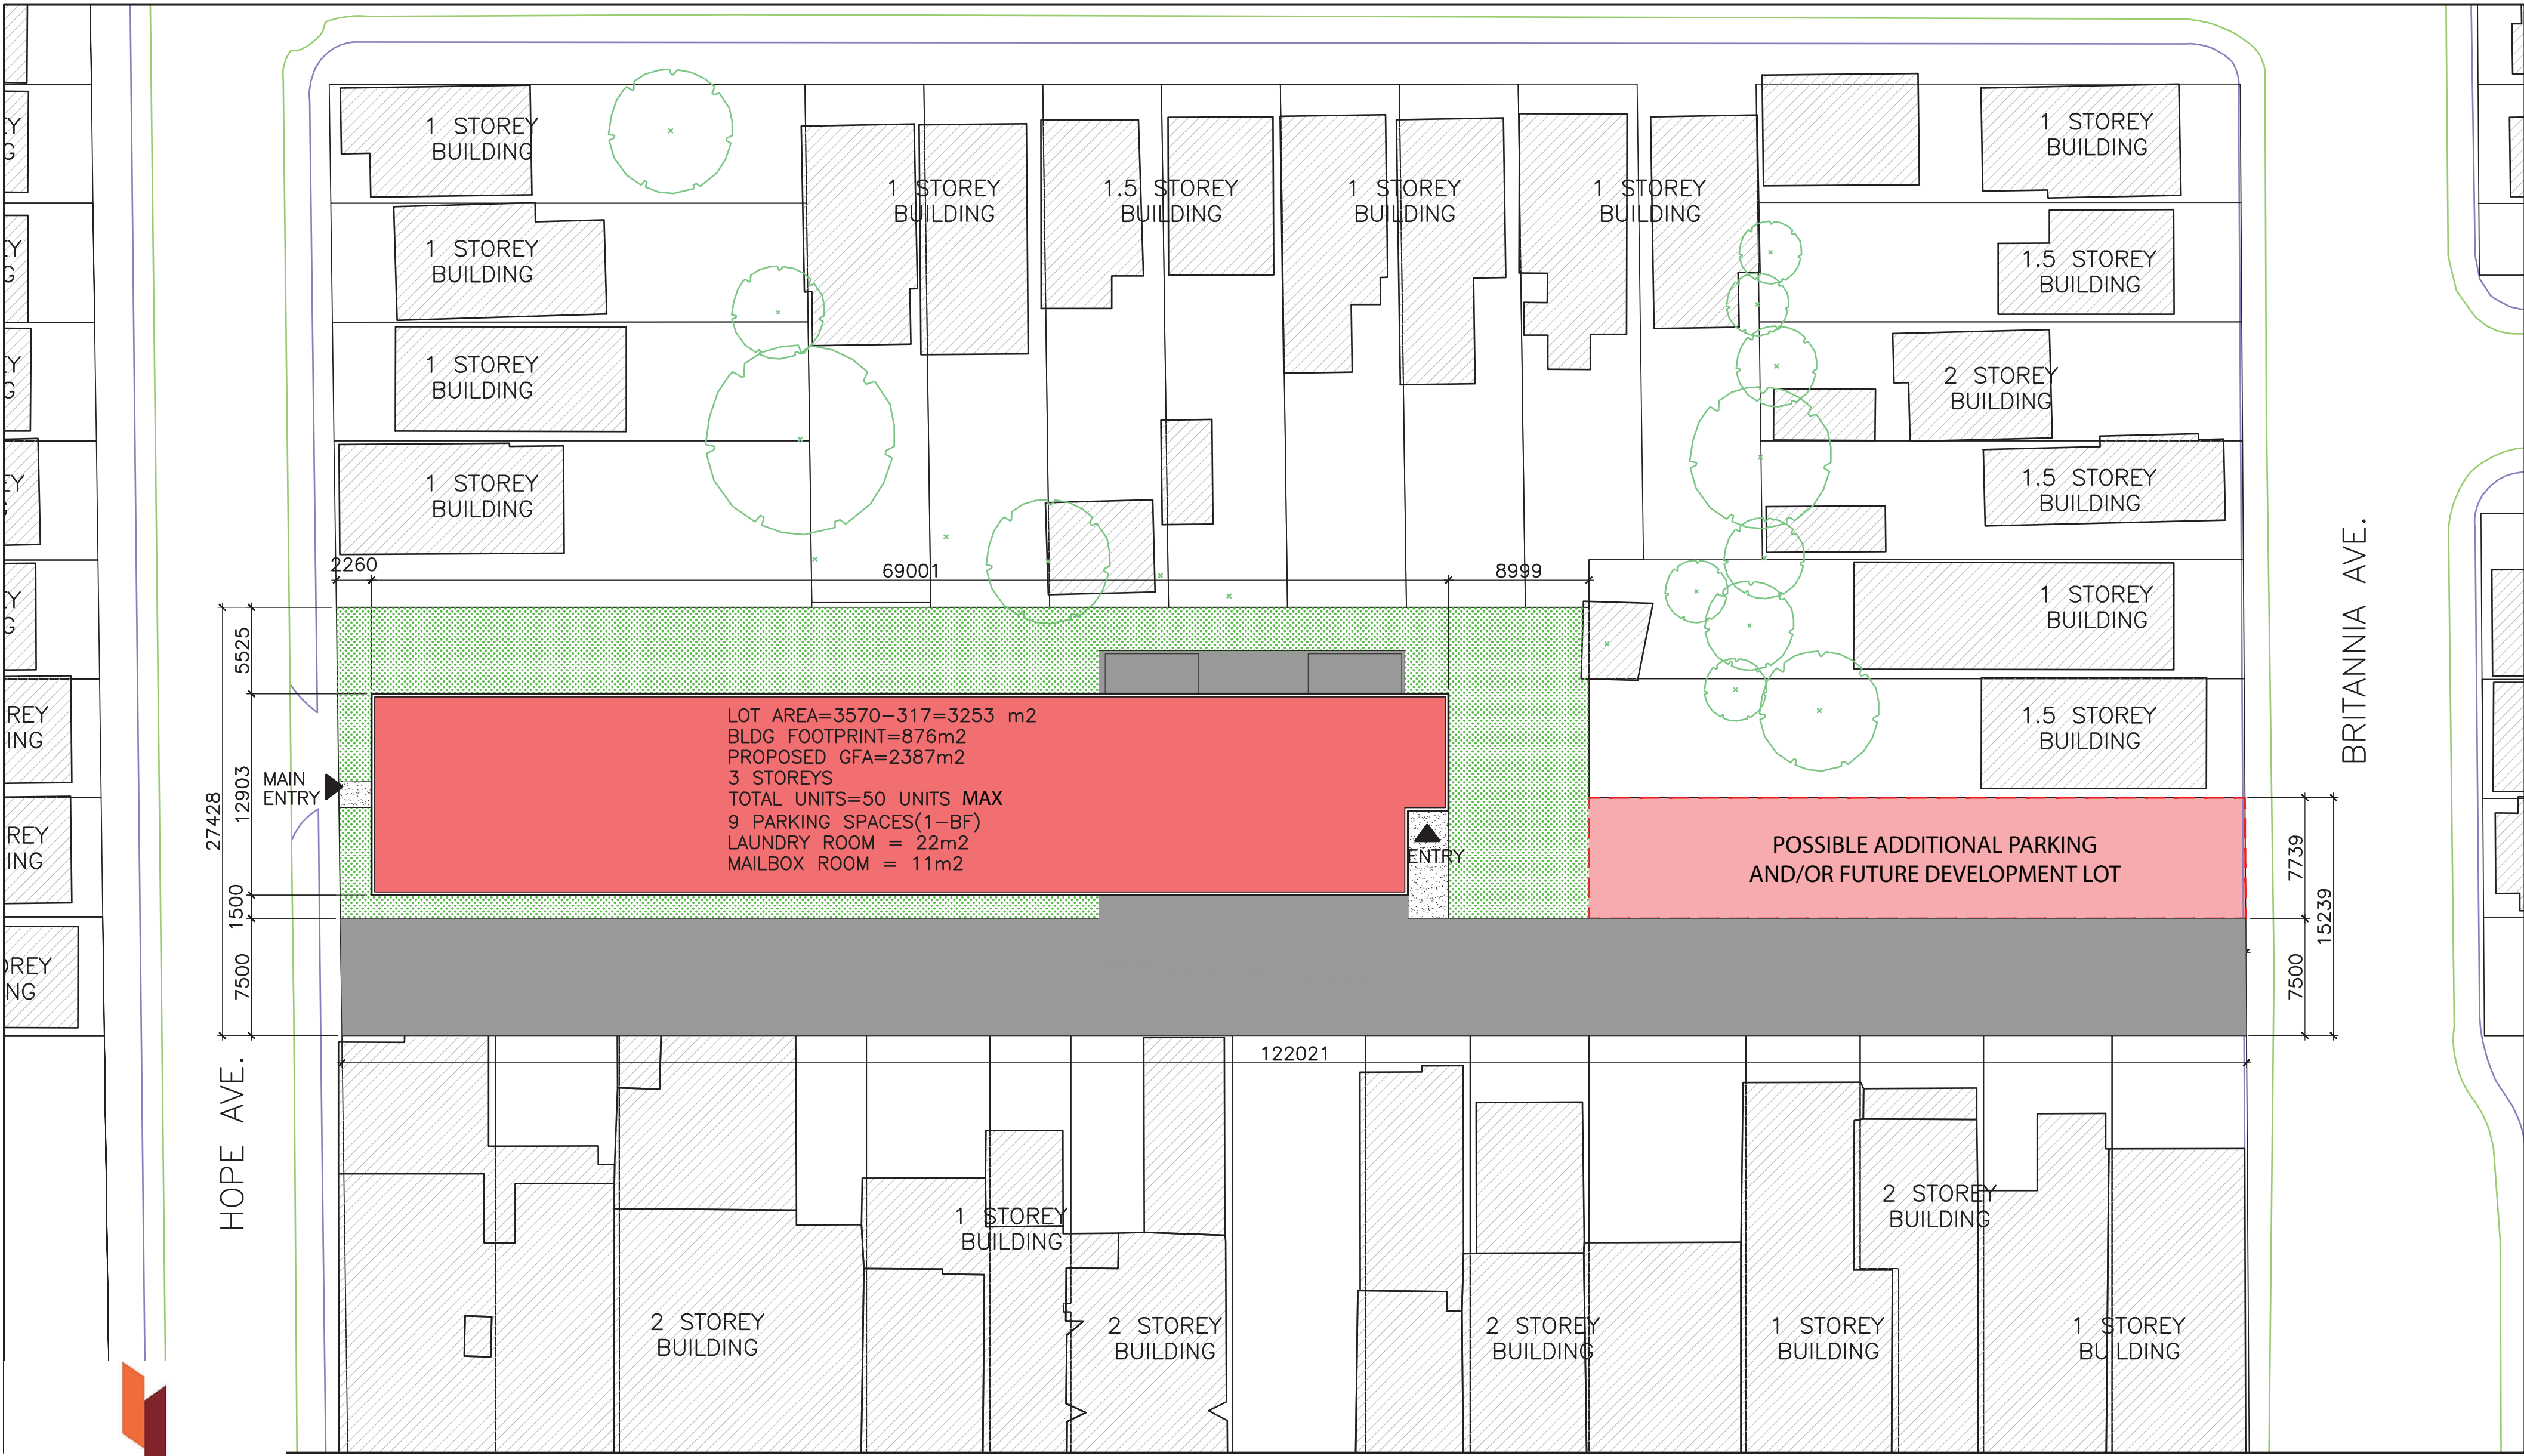 1 STOREY
BUILDING
1 STOREY
BUILDING
1 STOREY
BUILDING
1 STOREY
BUILDING
1 STOREY
BUILDING
1.5 STOREY
BUILDING
1 STOREY
BUILDING
1 STOREY
BUILDING
1 STOREY
BUILDING
1.5 STOREY
BUILDING
2 STOREY
BUILDING
1.5 STOREY
BUILDING
1 STOREY
BUILDING
1.5 STOREY
BUILDING
BRITANNIA AVE.
2260
69001
8999
5525
12903
27428
1500
7500
MAIN
ENTRY
LOT AREA=3570-317=3253 m2
BLDG FOOTPRINT=876m2
PROPOSED GFA=2387m2
3 STOREYS
TOTAL UNITS=50 UNITS MAX
9 PARKING SPACES(1-BF)
LAUNDRY ROOM = 22m2
MAILBOX ROOM = 11m2
ENTRY
POSSIBLE ADDITIONAL PARKING
AND/OR FUTURE DEVELOPMENT LOT
7739
15239
7500
122021
HOPE AVE.
REY
ING
REY
ING
OREY
NG
2 STOREY
BUILDING
1 STOREY
BUILDING
2 STOREY
BUILDING
2 STOREY
BUILDING
1 STOREY
BUILDING
2 STOREY
BUILDING
1 STOREY
BUILDING